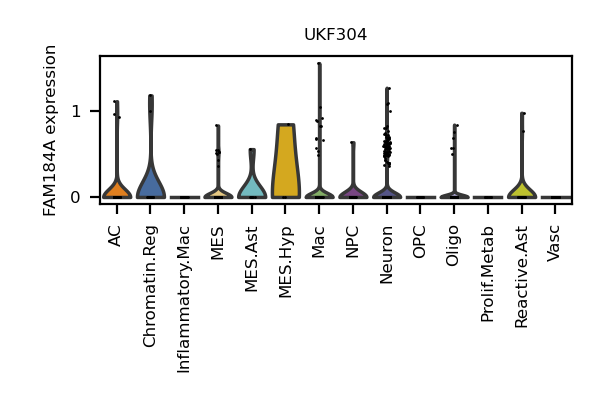 UKF304
FAM184A expression
1
0
AC
Chromatin.Reg
Inflammatory.Mac
MES
MES.Ast
MES.Hyp
Mac
NPC
Neuron
OPC
Oligo
Prolif.Metab
Reactive.Ast
Vasc